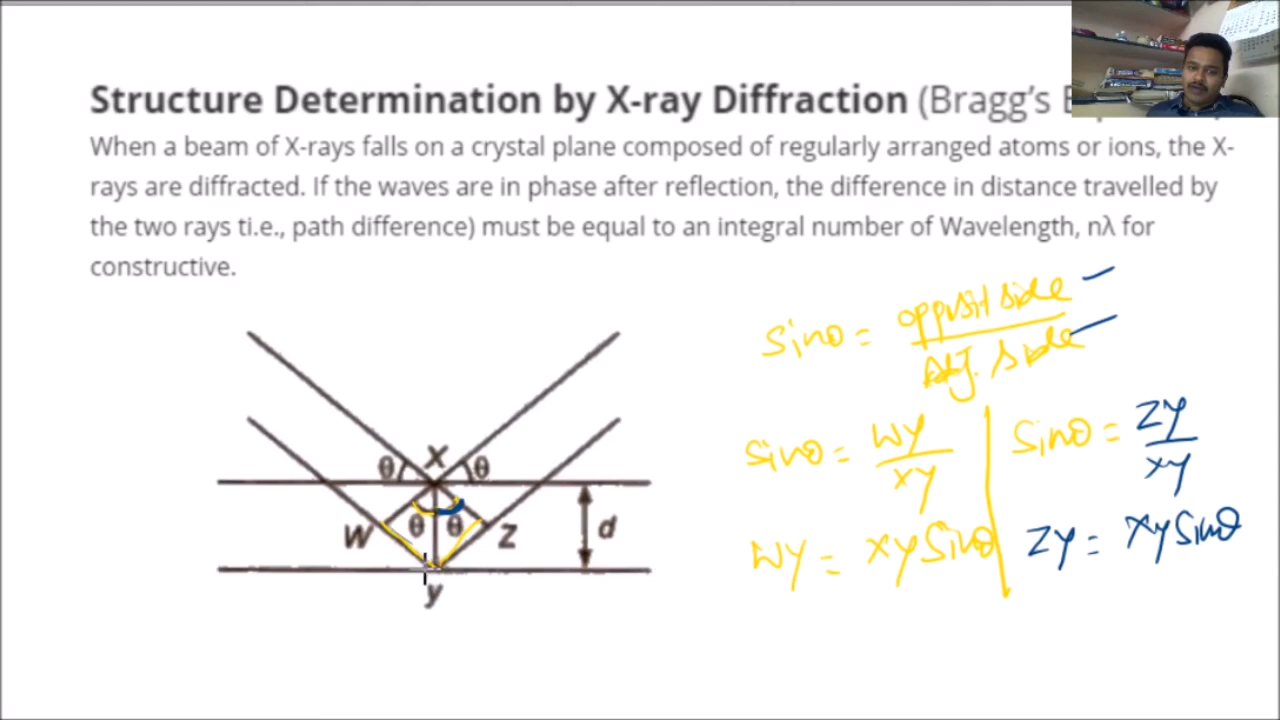 Structure Determination by X-ray Diffraction (Bragg's
When a beam of X-rays falls on a crystal plane composed of regularly arranged atoms or ions, the X-
rays are diffracted. If the waves are in phase after reflection, the difference in distance travelled by
the two rays ti.e., path difference) must be equal to an integral number of Wavelength, nλ for
constructive.
Sinθ = opposit side
Adj. side
Sinθ = WY
XY
Sinθ = ZY
XY
WY = XY Sinθ
ZY = XY Sinθ
θ X θ
W θ θ Z d
y